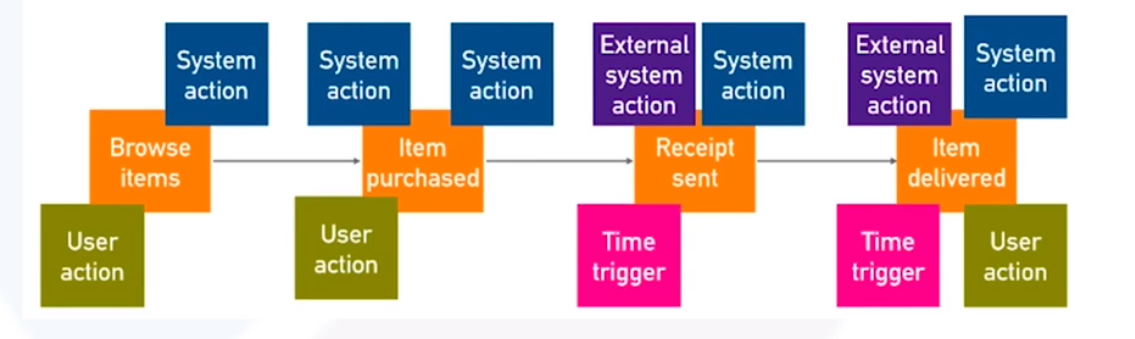 System
action
System
action
System
action
External
system
action
System
action
External
system
action
System
action
Browse
items
Item
purchased
Receipt
sent
Item
delivered
User
action
User
action
Time
trigger
Time
trigger
User
action